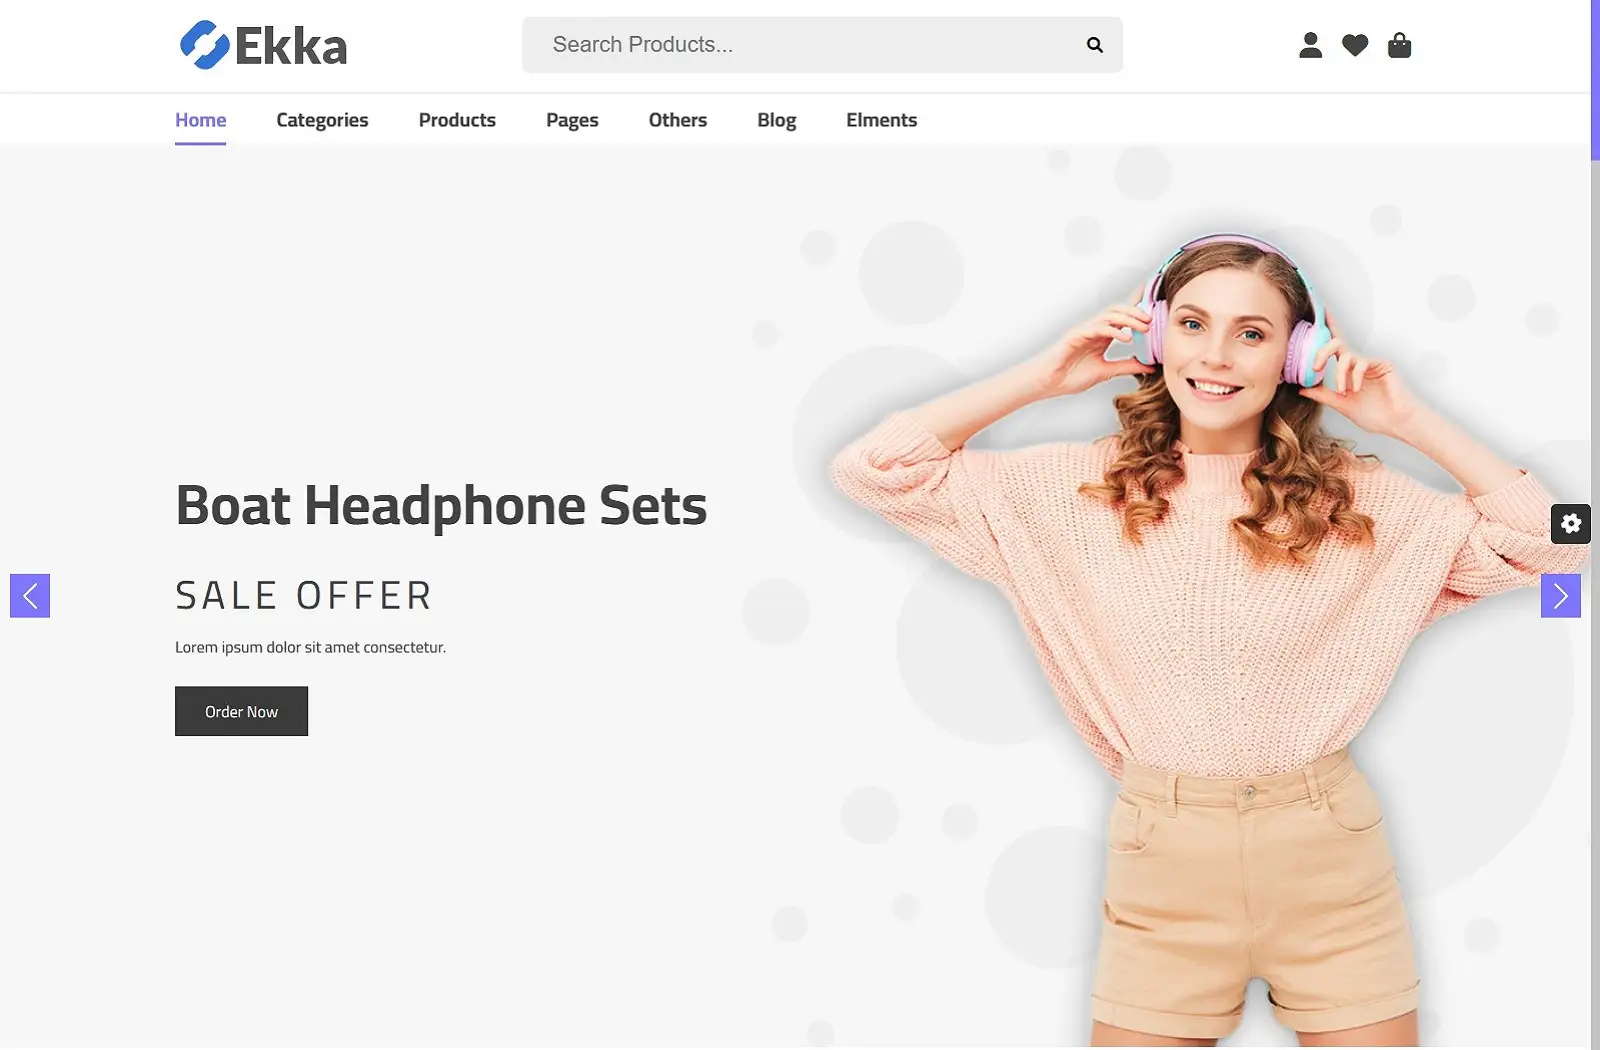 Ekka
Search Products...
Home Categories Products Pages Others Blog Elments
Boat Headphone Sets
SALE OFFER
Lorem ipsum dolor sit amet consectetur.
Order Now